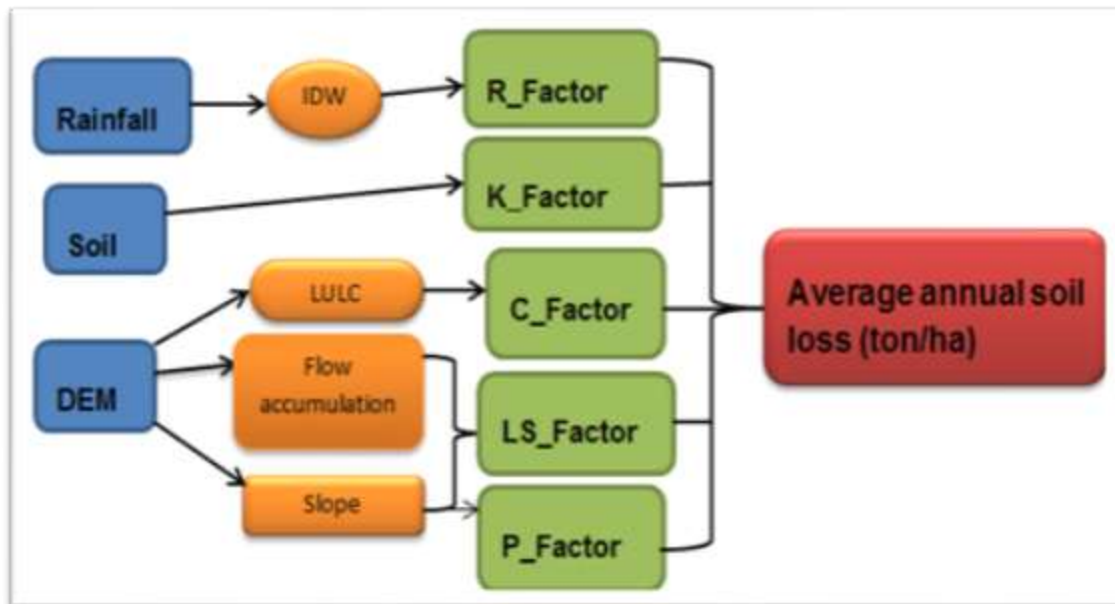 Rainfall
IDW
R_Factor
Soil
K_Factor
LULC
C_Factor
DEM
Flow
accumulation
LS_Factor
Slope
P_Factor
Average annual soil
loss (ton/ha)